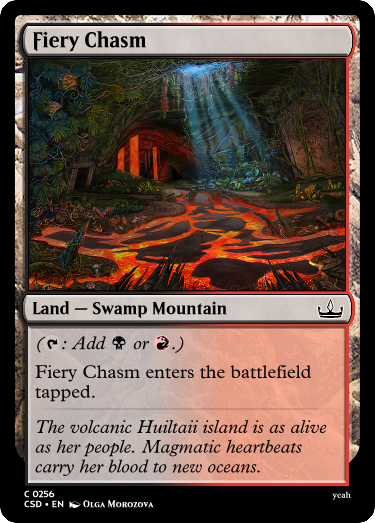 Fiery Chasm
Land — Swamp Mountain
(: Add or .)
Fiery Chasm enters the battlefield
tapped.
The volcanic Huiltaii island is as alive
as her people. Magmatic heartbeats
carry her blood to new oceans.
C 0256
CSD • EN Olga Morozova
yeah